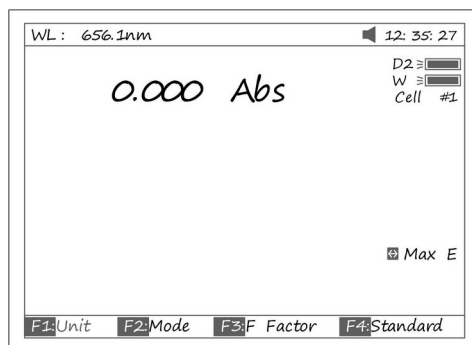 WL : 656.1nm 12: 35: 27
D2
W
0.000 Abs
Cell #1
Max E
F1:Unit F2:Mode F3:F Factor F4:Standard